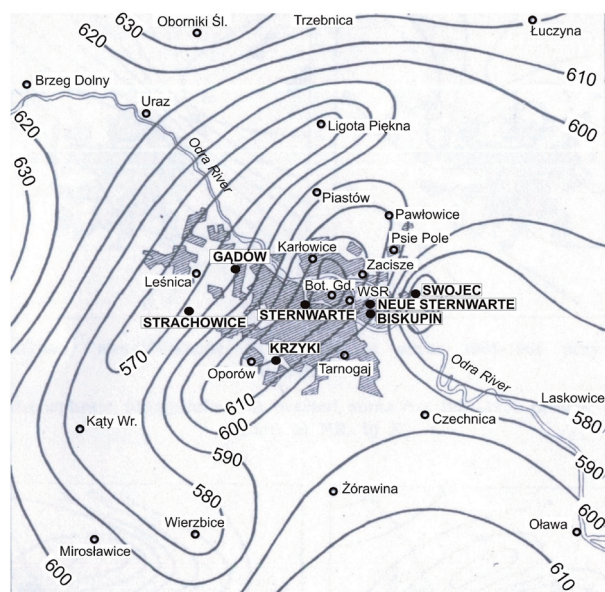 Oborniki Śl.
Trzebnica
Łuczyna
630
620
610
600
Brzeg Dolny
Uraz
Odra River
Ligota Piękna
620
630
Piastów
Pawłowice
Psie Pole
Karłowice
Zacisze
GĄDÓW
Leśnica
Bot. Gd.
WSR
SWOJEC
NEUE STERNWARTE
STERNWARTE
BISKUPIN
STRACHOWICE
KRZYKI
Oporów
Tarnogaj
Odra River
570
610
600
590
580
Laskowice
580
590
600
Czechnica
Kąty Wr.
Żórawina
Wierzbice
Mirosławice
600
Oława
610